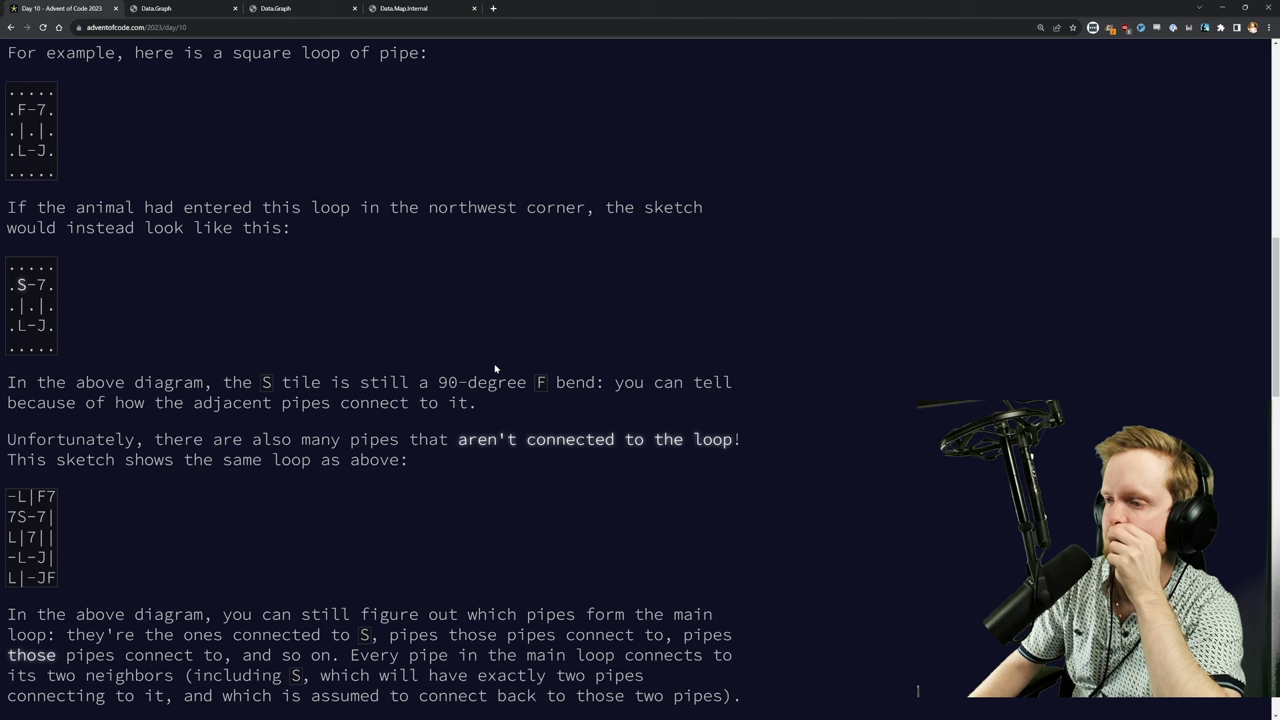 Day 10 - Advent of Code 2023
Data.Graph
Data.Graph
Data.Map.Internal
adventofcode.com/2023/day/10
For example, here is a square loop of pipe:
.....
.F-7.
.|.|.
.L-J.
.....
If the animal had entered this loop in the northwest corner, the sketch
would instead look like this:
.....
.S-7.
.|.|.
.L-J.
.....
In the above diagram, the S tile is still a 90-degree F bend: you can tell
because of how the adjacent pipes connect to it.
Unfortunately, there are also many pipes that aren't connected to the loop!
This sketch shows the same loop as above:
-L|F7
7S-7|
L|7||
-L-J|
L|-JF
In the above diagram, you can still figure out which pipes form the main
loop: they're the ones connected to S, pipes those pipes connect to, pipes
those pipes connect to, and so on. Every pipe in the main loop connects to
its two neighbors (including S, which will have exactly two pipes
connecting to it, and which is assumed to connect back to those two pipes).